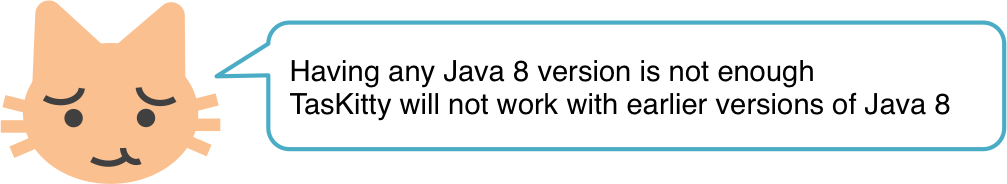 Having any Java 8 version is not enough
TasKitty will not work with earlier versions of Java 8